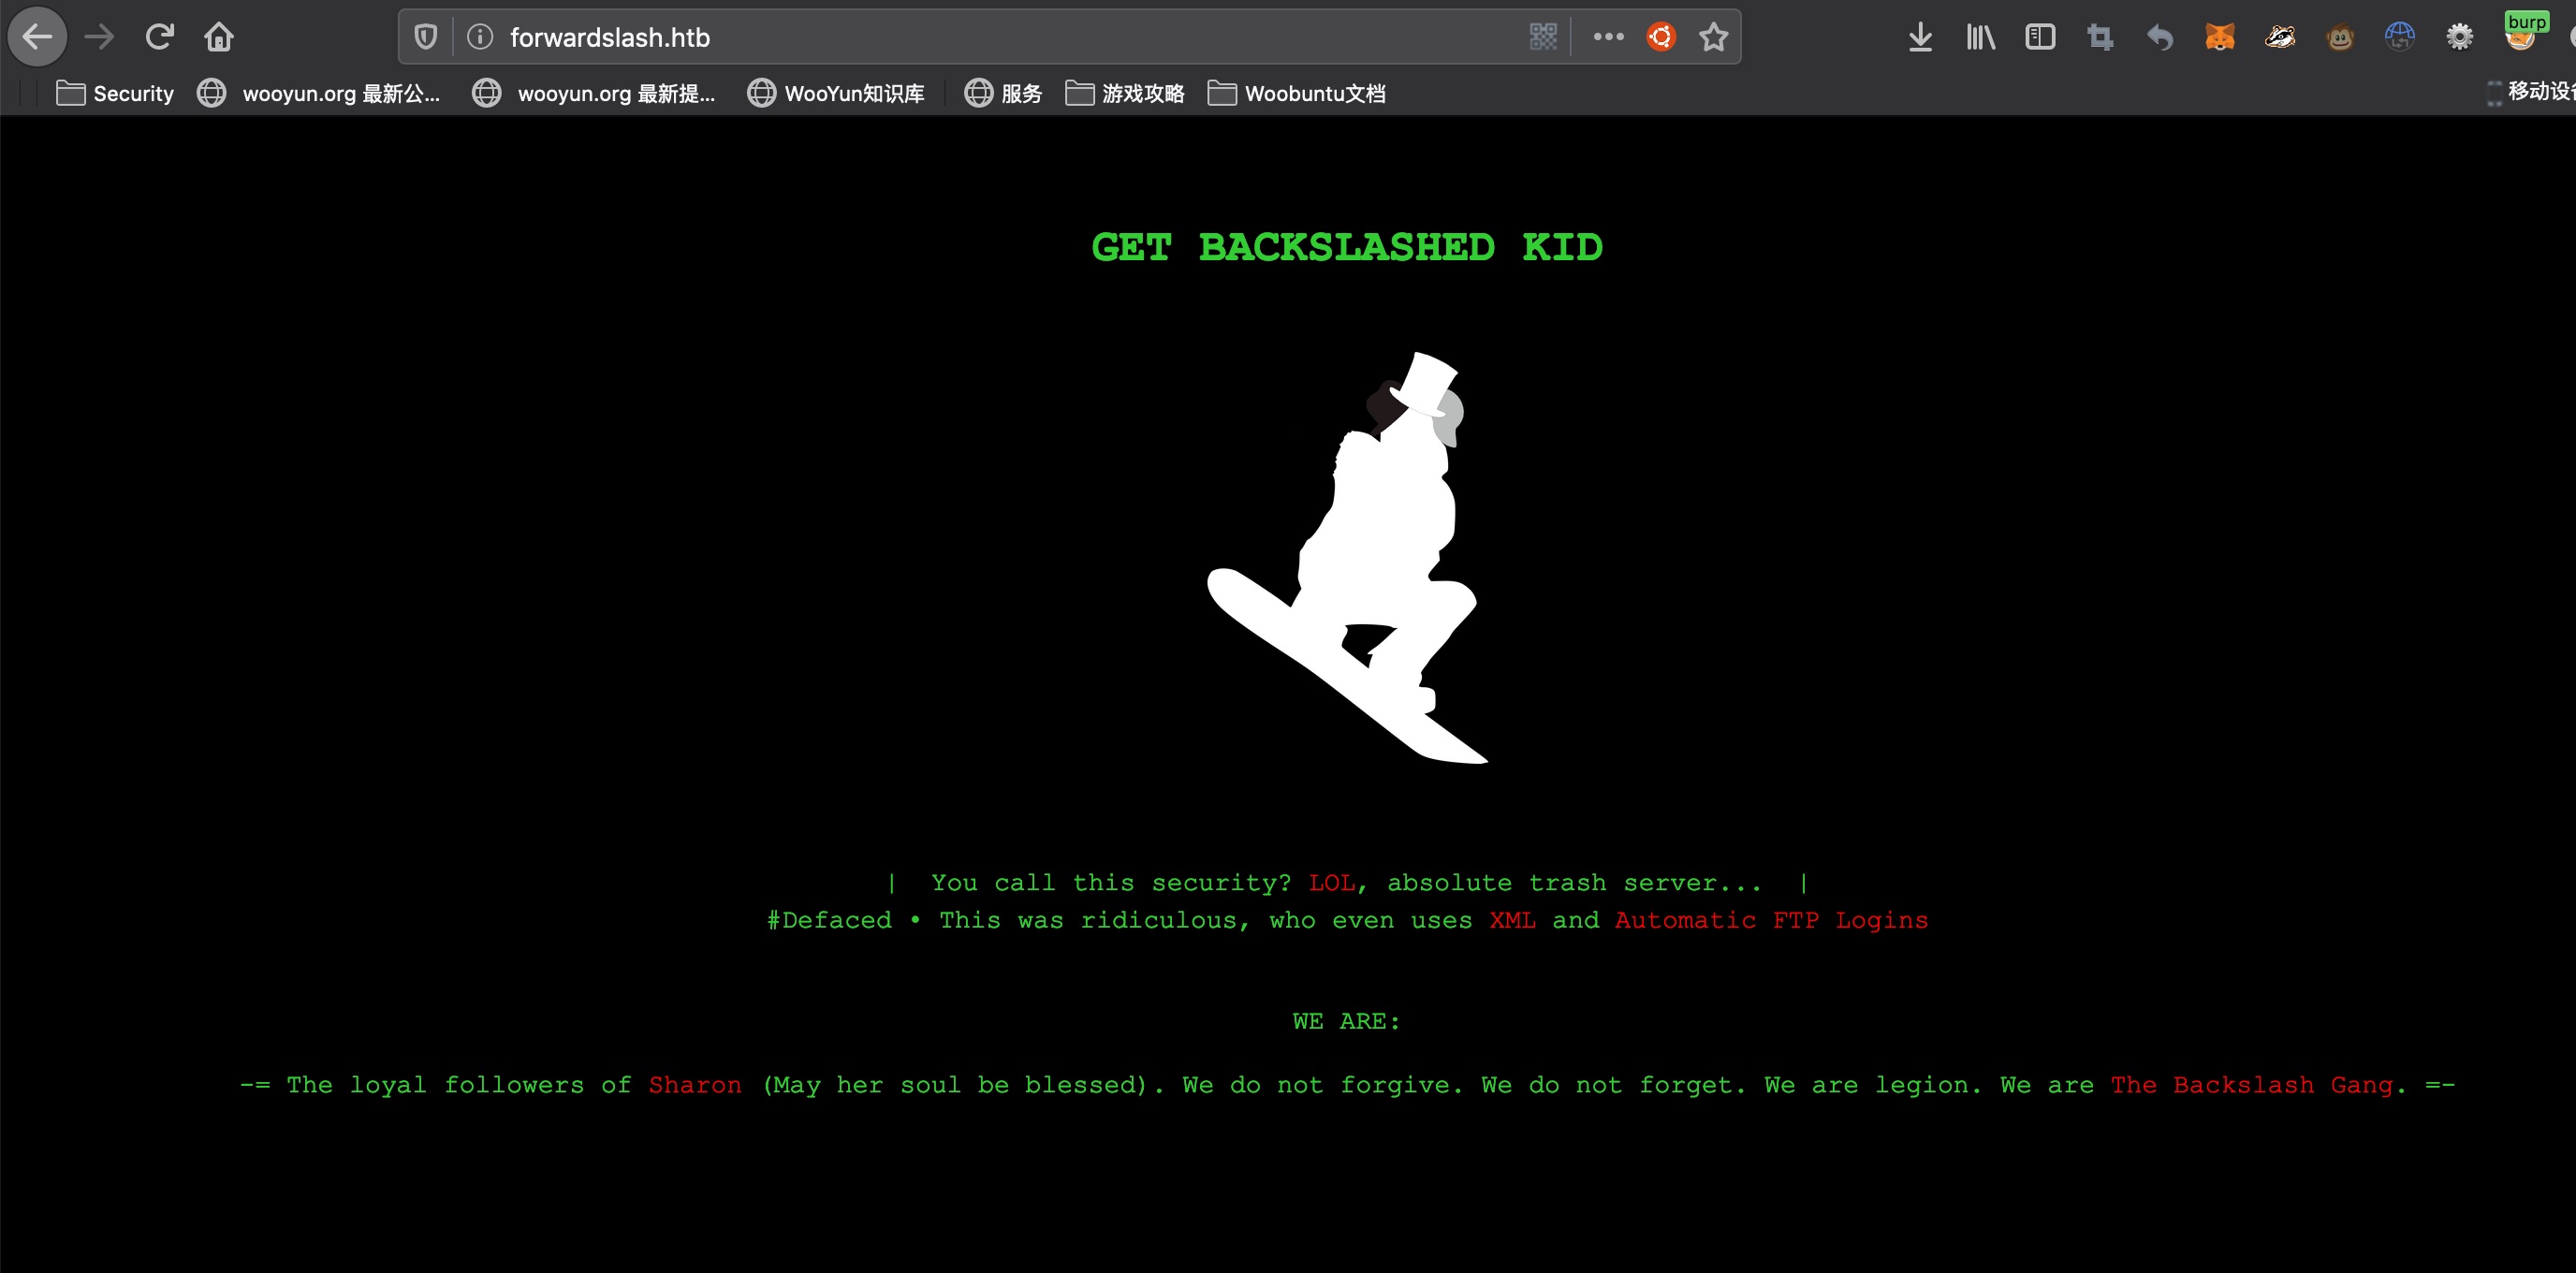 burp
forwardslash.htb
Security wooyun.org 最新公... wooyun.org 最新提... WooYun知识库 服务 游戏攻略 Woobuntu文档 移动设
GET BACKSLASHED KID
| You call this security? LOL, absolute trash server... |
#Defaced • This was ridiculous, who even uses XML and Automatic FTP Logins
WE ARE:
-= The loyal followers of Sharon (May her soul be blessed). We do not forgive. We do not forget. We are legion. We are The Backslash Gang. =-